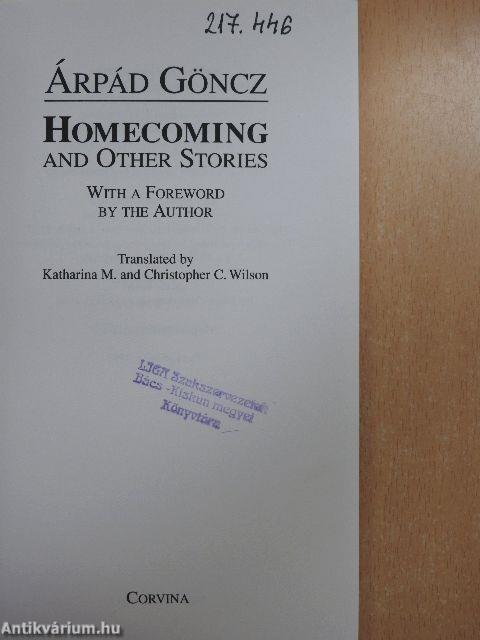 217.446
ÁRPÁD GÖNCZ
HOMECOMING
AND OTHER STORIES
WITH A FOREWORD
BY THE AUTHOR
Translated by
Katharina M. and Christopher C. Wilson
LIGA Szakszervezetek
Bács-Kiskun megyei
Könyvtára
CORVINA
Antikvárium.hu